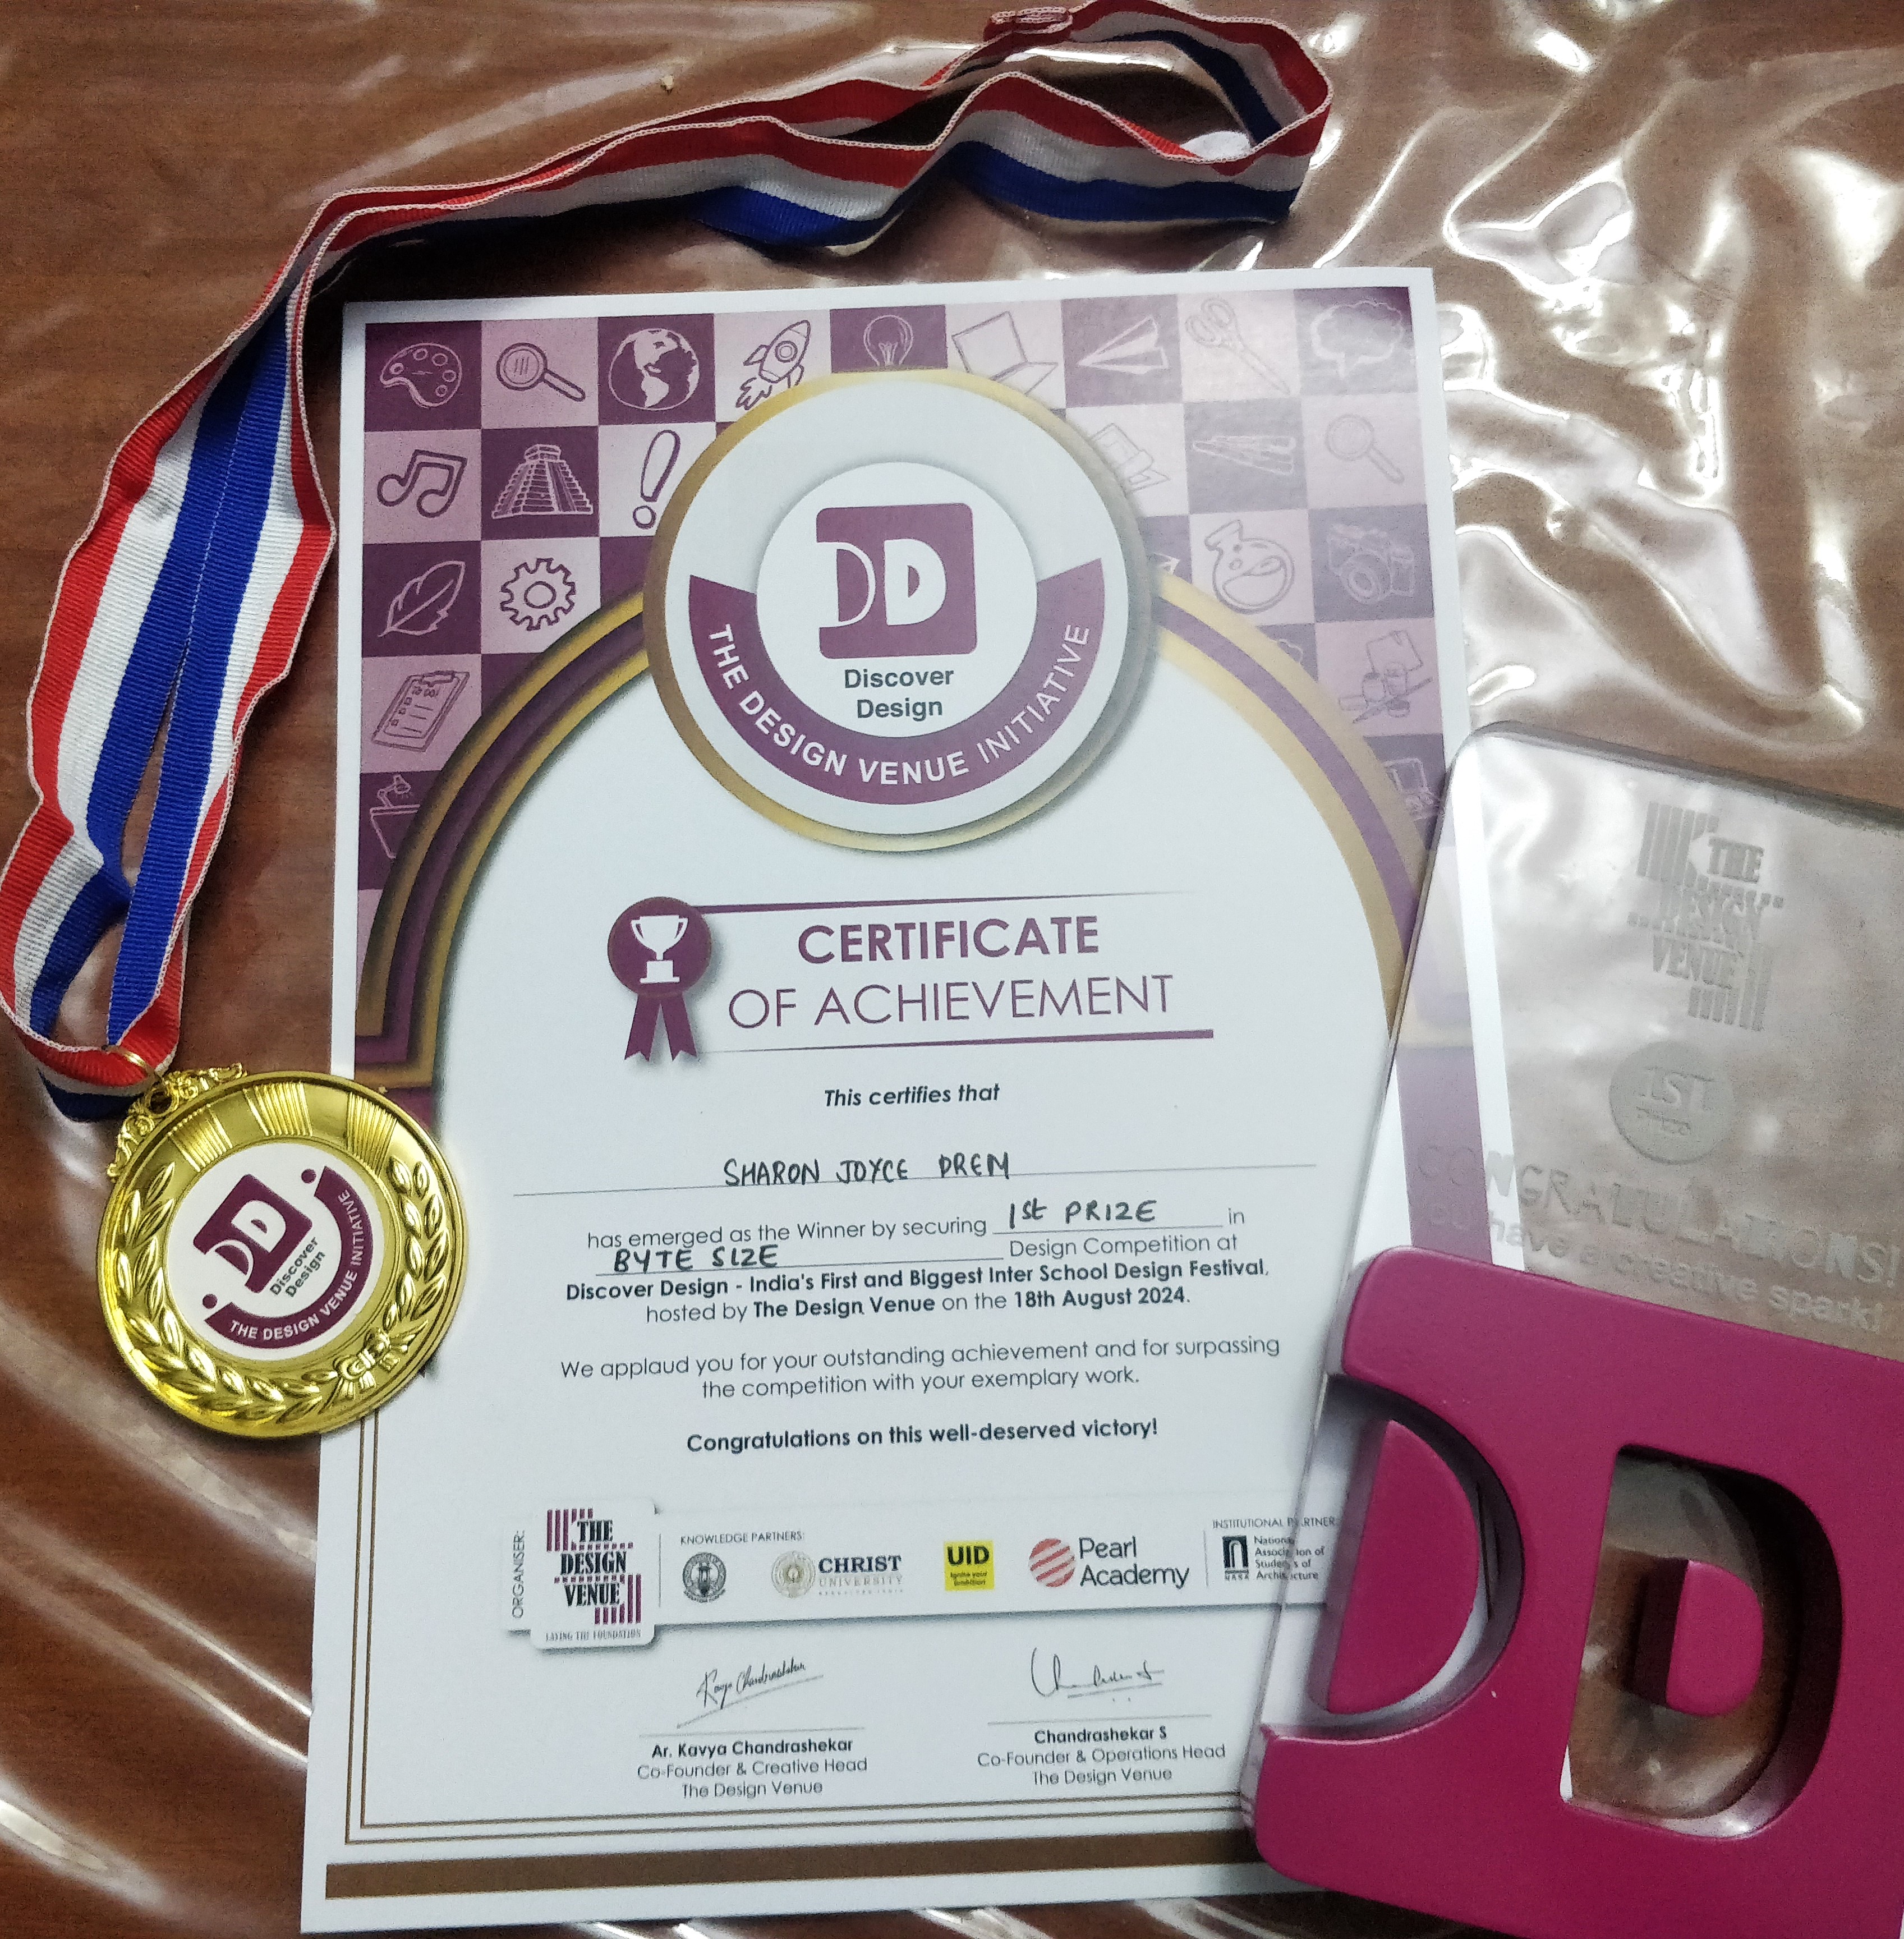 DD
Discover
Design
THE DESIGN VENUE INITIATIVE
TO DO!
CERTIFICATE
OF ACHIEVEMENT
This certifies that
SHARON JOYCE DREM
has emerged as the Winner by securing 1st PRIZE in
BYTE SIZE Design Competition at
Discover Design - India's First and Biggest Inter School Design Festival,
hosted by The Design Venue on the 18th August 2024.
We applaud you for your outstanding achievement and for surpassing
the competition with your exemplary work.
Congratulations on this well-deserved victory!
ORGANISER:
THE
DESIGN
VENUE
LAYING THE FOUNDATION
KNOWLEDGE PARTNERS:
CHRIST
UNIVERSITY
UID
Ignite your
Pearl
Academy
INSTITUTIONAL PARTNER
NASA
National
Association of
Students of
Architecture
Ar. Kavya Chandrashekar
Co-Founder & Creative Head
The Design Venue
Chandrashekar S
Co-Founder & Operations Head
The Design Venue
DD
Discover
Design
THE DESIGN VENUE INITIATIVE
THE
DESIGN
VENUE
1ST
PRIZE
CONGRATULATIONS!
You have a creative spark!
DD